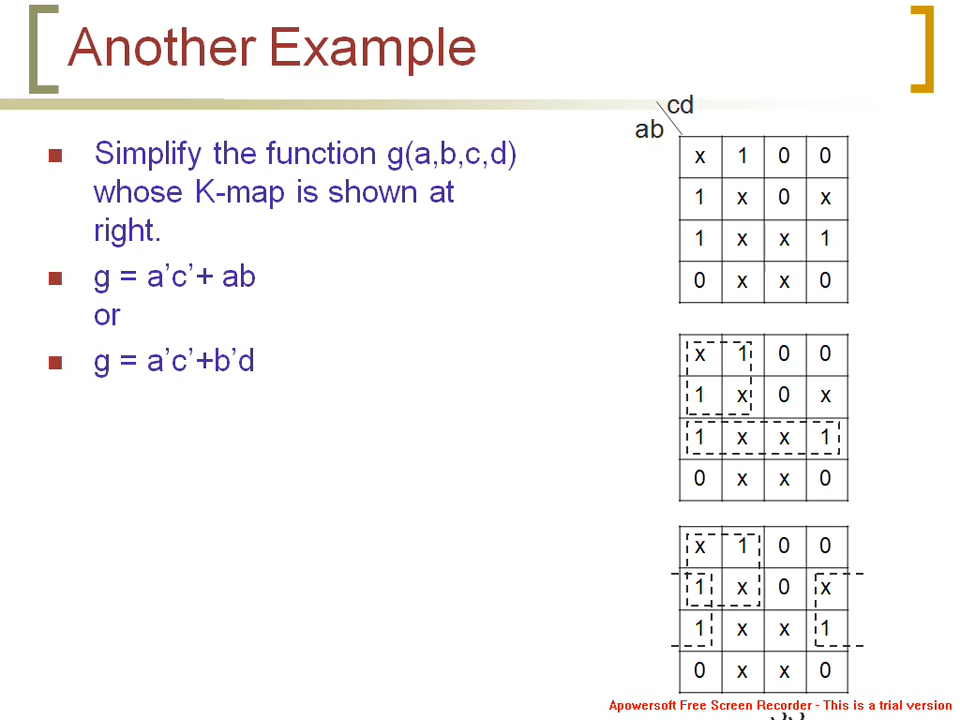 Another Example
Simplify the function g(a,b,c,d)
whose K-map is shown at
right.
g = a’c’+ ab
or
g = a’c’+b’d
cd
ab
x 1 0 0
1 x 0 x
1 x x 1
0 x x 0
x 1 0 0
1 x 0 x
1 x x 1
0 x x 0
x 1 0 0
1 x 0 x
1 x x 1
0 x x 0
Apowersoft Free Screen Recorder - This is a trial version